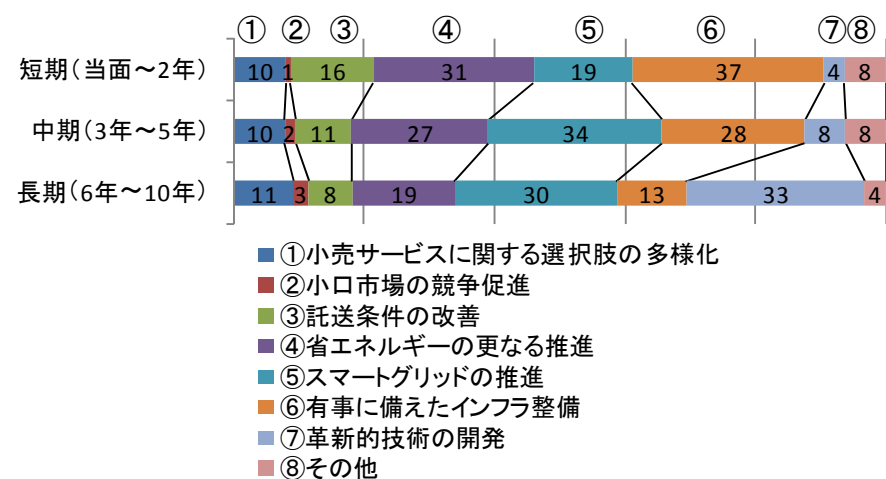 ① ② ③ ④ ⑤ ⑥ ⑦ ⑧
短期(当面～2年) 10 1 16 31 19 37 4 8
中期(3年～5年) 10 2 11 27 34 28 8 8
長期(6年～10年) 11 3 8 19 30 13 33 4
①小売サービスに関する選択肢の多様化
②小口市場の競争促進
③託送条件の改善
④省エネルギーの更なる推進
⑤スマートグリッドの推進
⑥有事に備えたインフラ整備
⑦革新的技術の開発
⑧その他